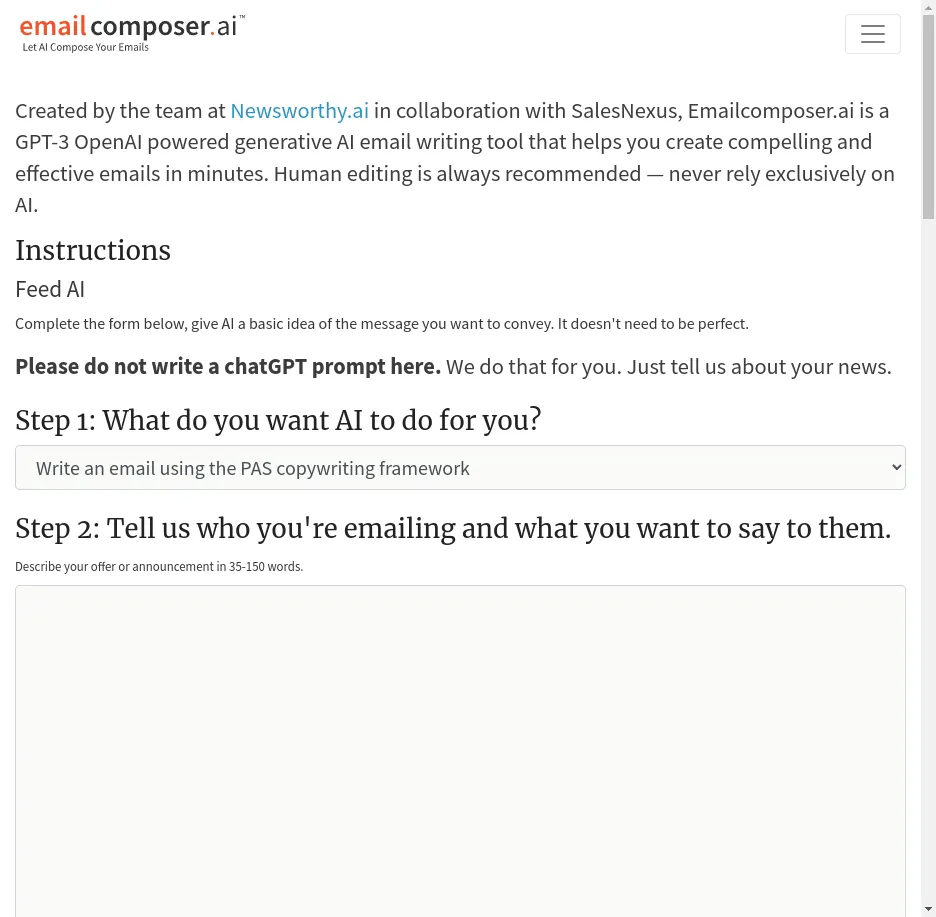 emailcomposer.ai™
Let AI Compose Your Emails
Created by the team at Newsworthy.ai in collaboration with SalesNexus, Emailcomposer.ai is a
GPT-3 OpenAI powered generative AI email writing tool that helps you create compelling and
effective emails in minutes. Human editing is always recommended — never rely exclusively on
AI.
Instructions
Feed AI
Complete the form below, give AI a basic idea of the message you want to convey. It doesn't need to be perfect.
Please do not write a chatGPT prompt here. We do that for you. Just tell us about your news.
Step 1: What do you want AI to do for you?
Write an email using the PAS copywriting framework
Step 2: Tell us who you're emailing and what you want to say to them.
Describe your offer or announcement in 35-150 words.